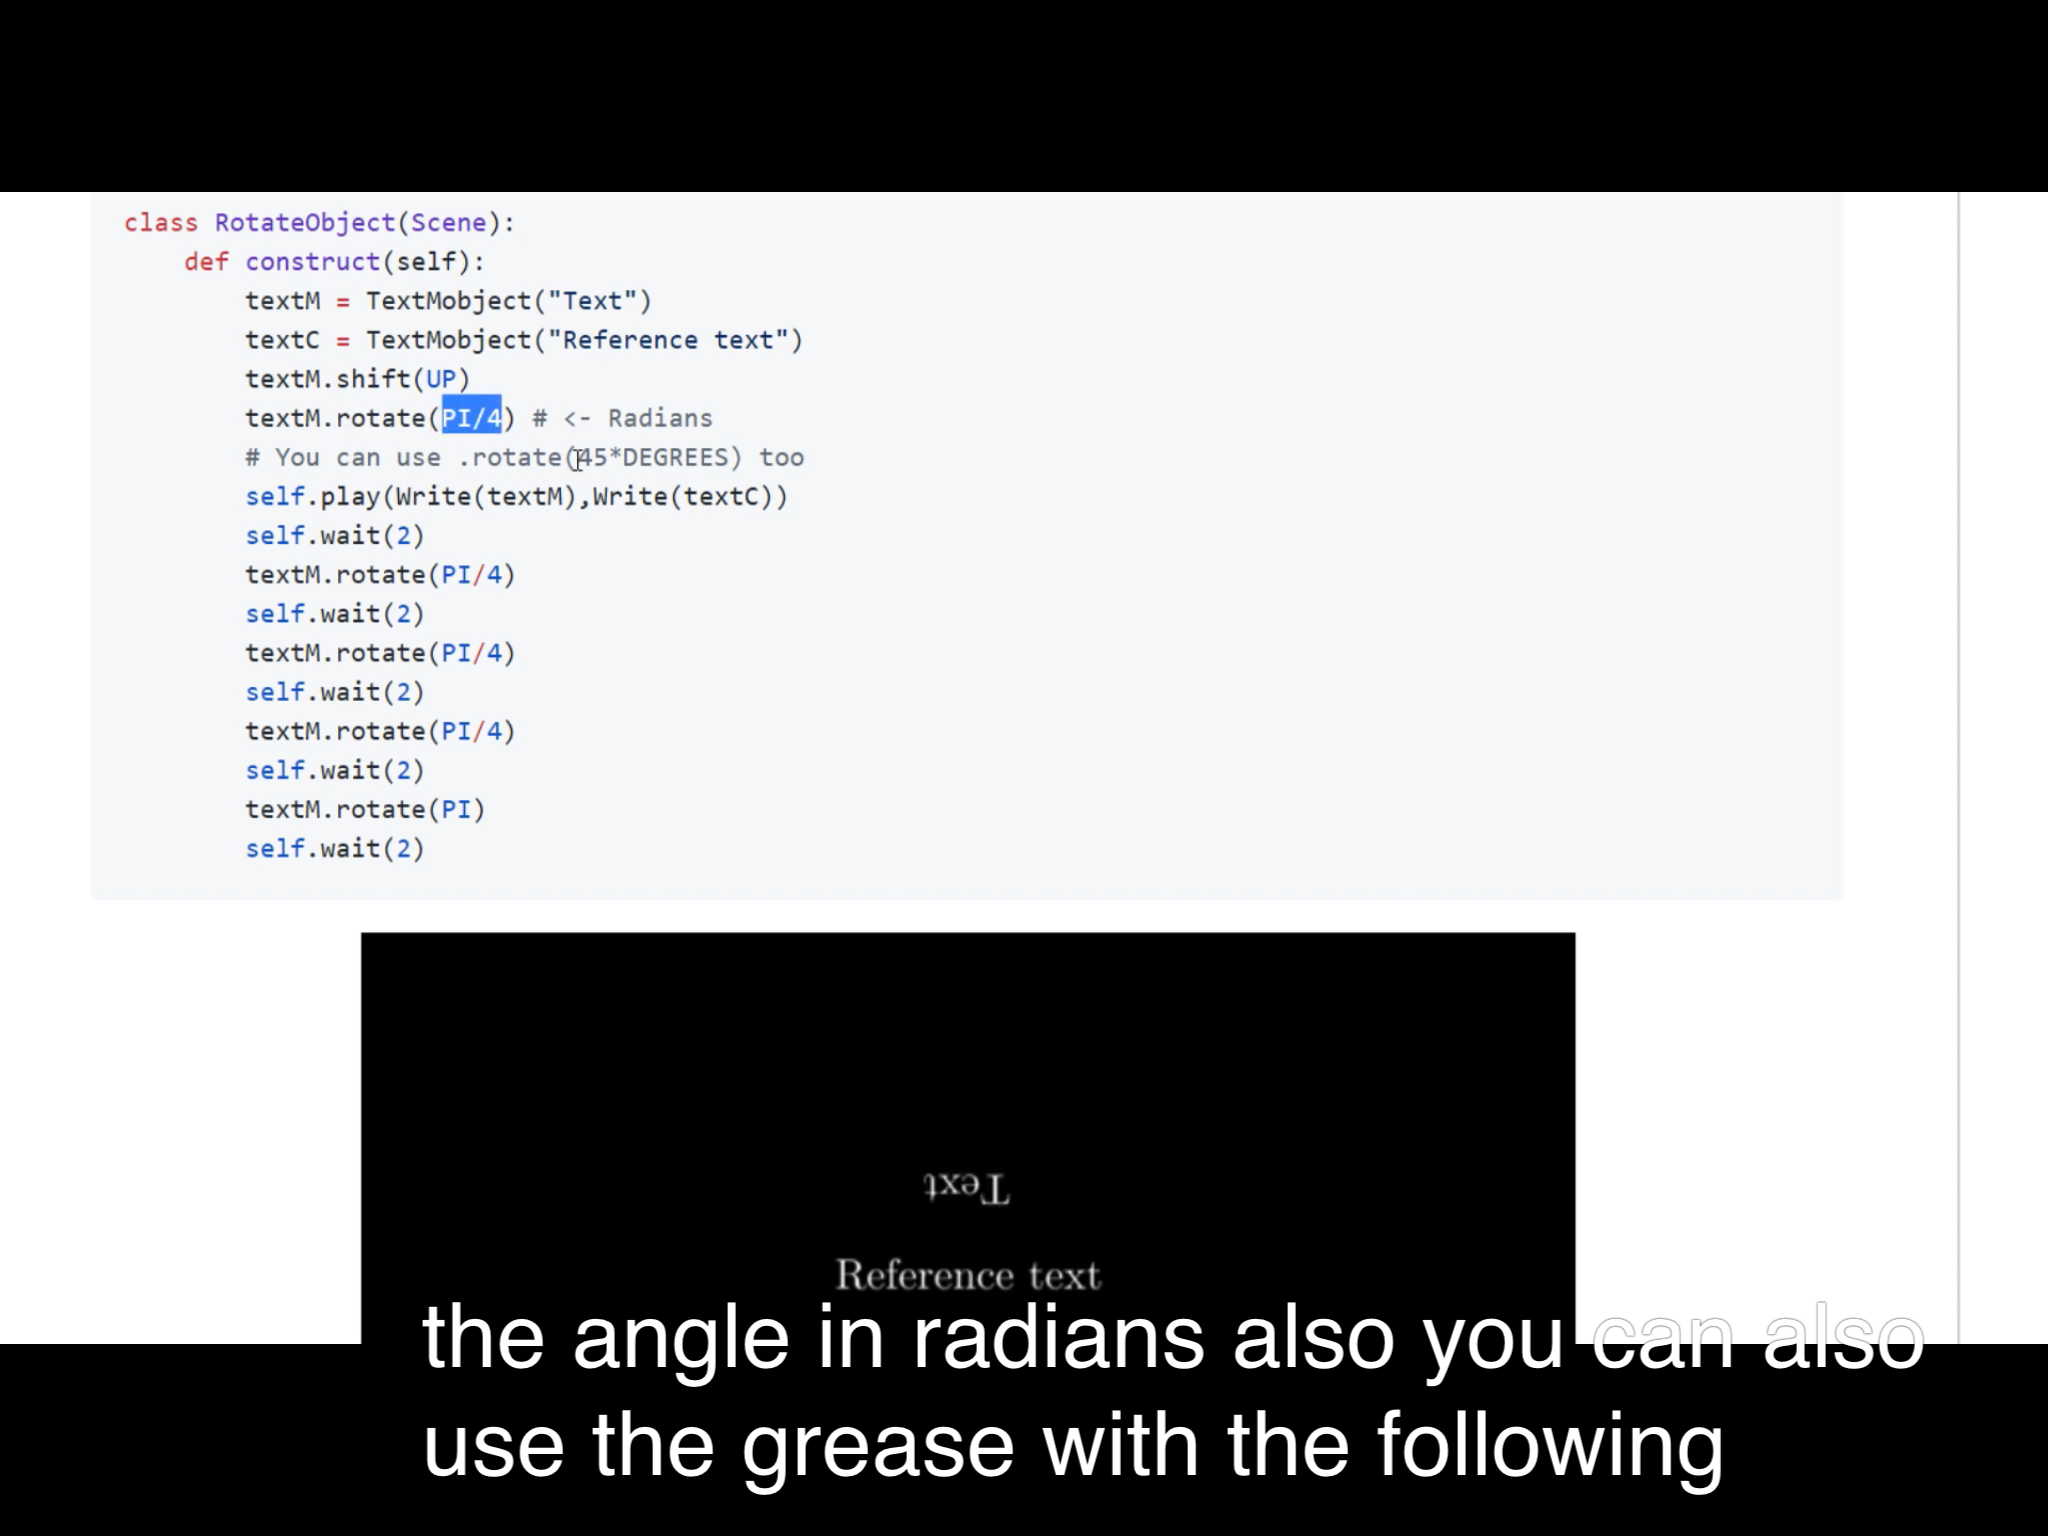 class RotateObject(Scene):
def construct(self):
textM = TextMobject("Text")
textC = TextMobject("Reference text")
textM.shift(UP)
textM.rotate(PI/4) # <- Radians
# You can use .rotate(45*DEGREES) too
self.play(Write(textM),Write(textC))
self.wait(2)
textM.rotate(PI/4)
self.wait(2)
textM.rotate(PI/4)
self.wait(2)
textM.rotate(PI/4)
self.wait(2)
textM.rotate(PI)
self.wait(2)
Text
Reference text
the angle in radians also you can also
use the grease with the following